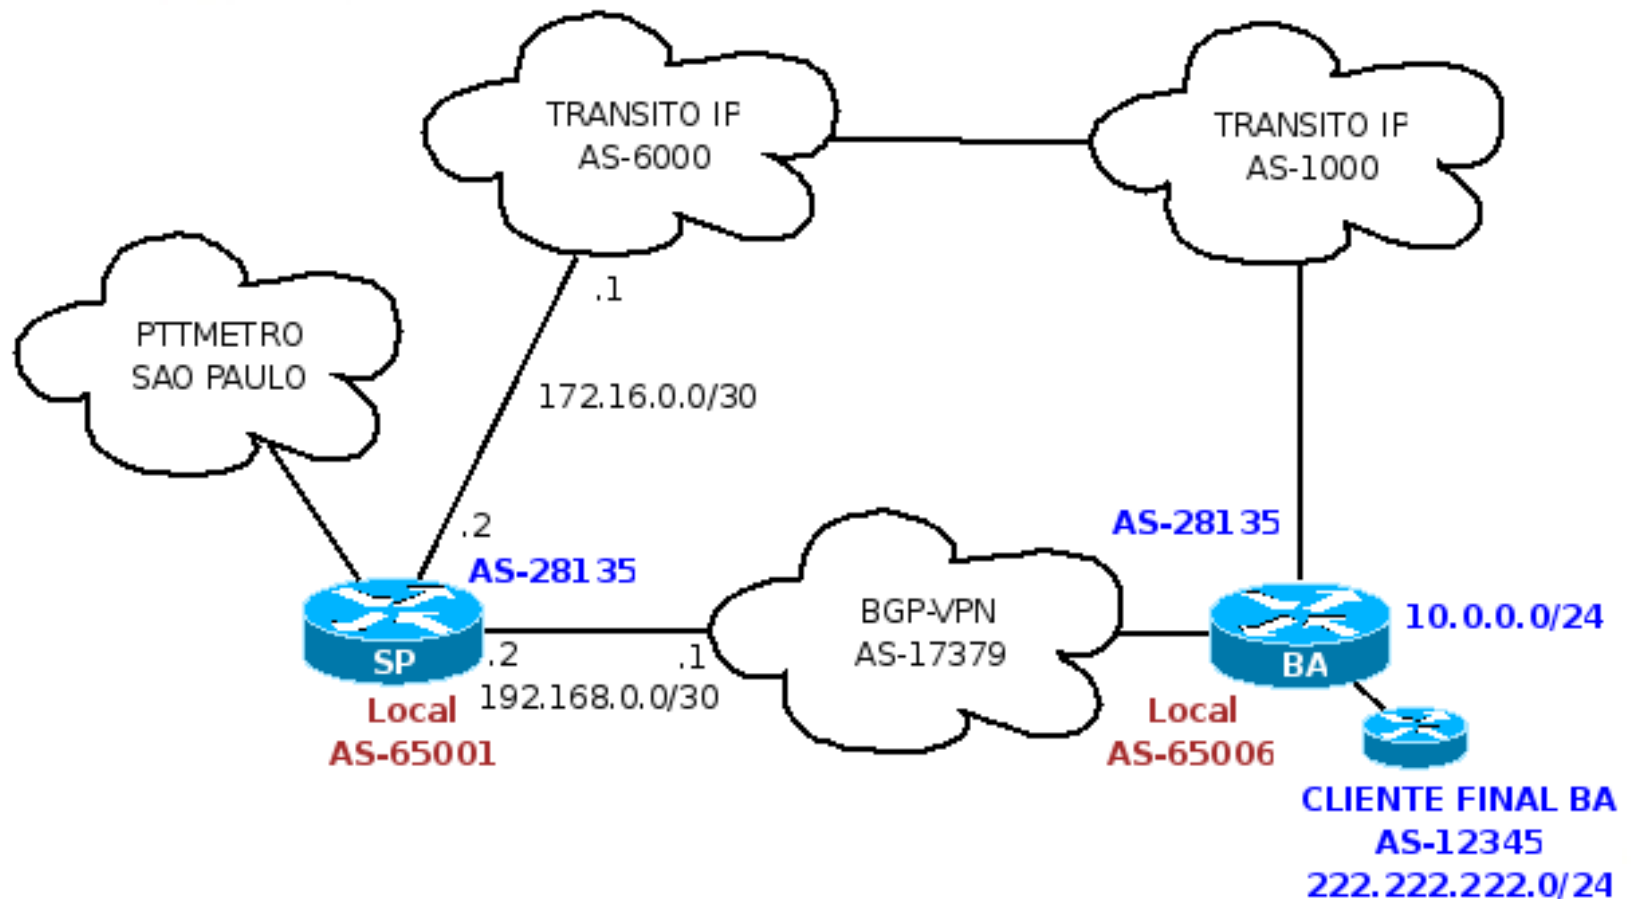 TRANSITO IP
AS-6000
TRANSITO IP
AS-1000
PTTMETRO
SAO PAULO
.1
172.16.0.0/30
.2
AS-28135
AS-28135
BGP-VPN
AS-17379
10.0.0.0/24
SP
.2
.1
192.168.0.0/30
BA
Local
AS-65001
Local
AS-65006
CLIENTE FINAL BA
AS-12345
222.222.222.0/24